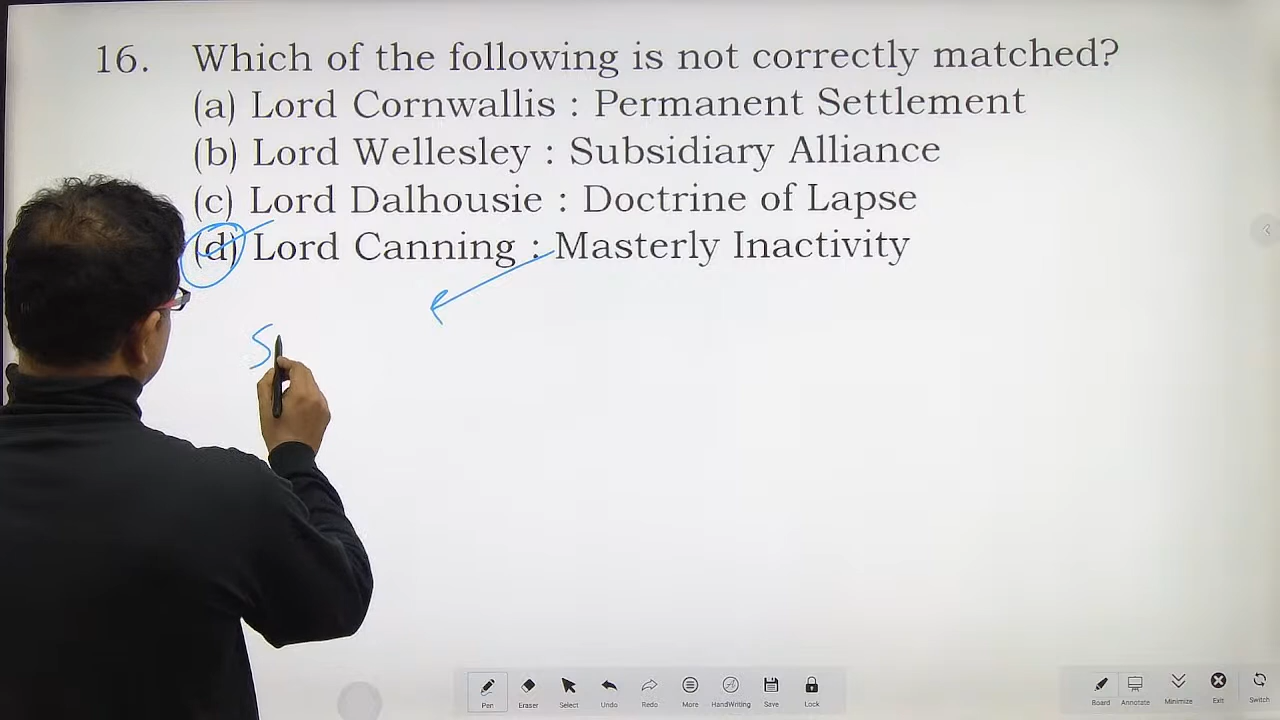 16. Which of the following is not correctly matched?
(a) Lord Cornwallis : Permanent Settlement
(b) Lord Wellesley : Subsidiary Alliance
(c) Lord Dalhousie : Doctrine of Lapse
(d) Lord Canning : Masterly Inactivity
S
Pen Eraser Select Undo Redo More HandWriting Save Lock Board Annotate Minimize Exit Switch